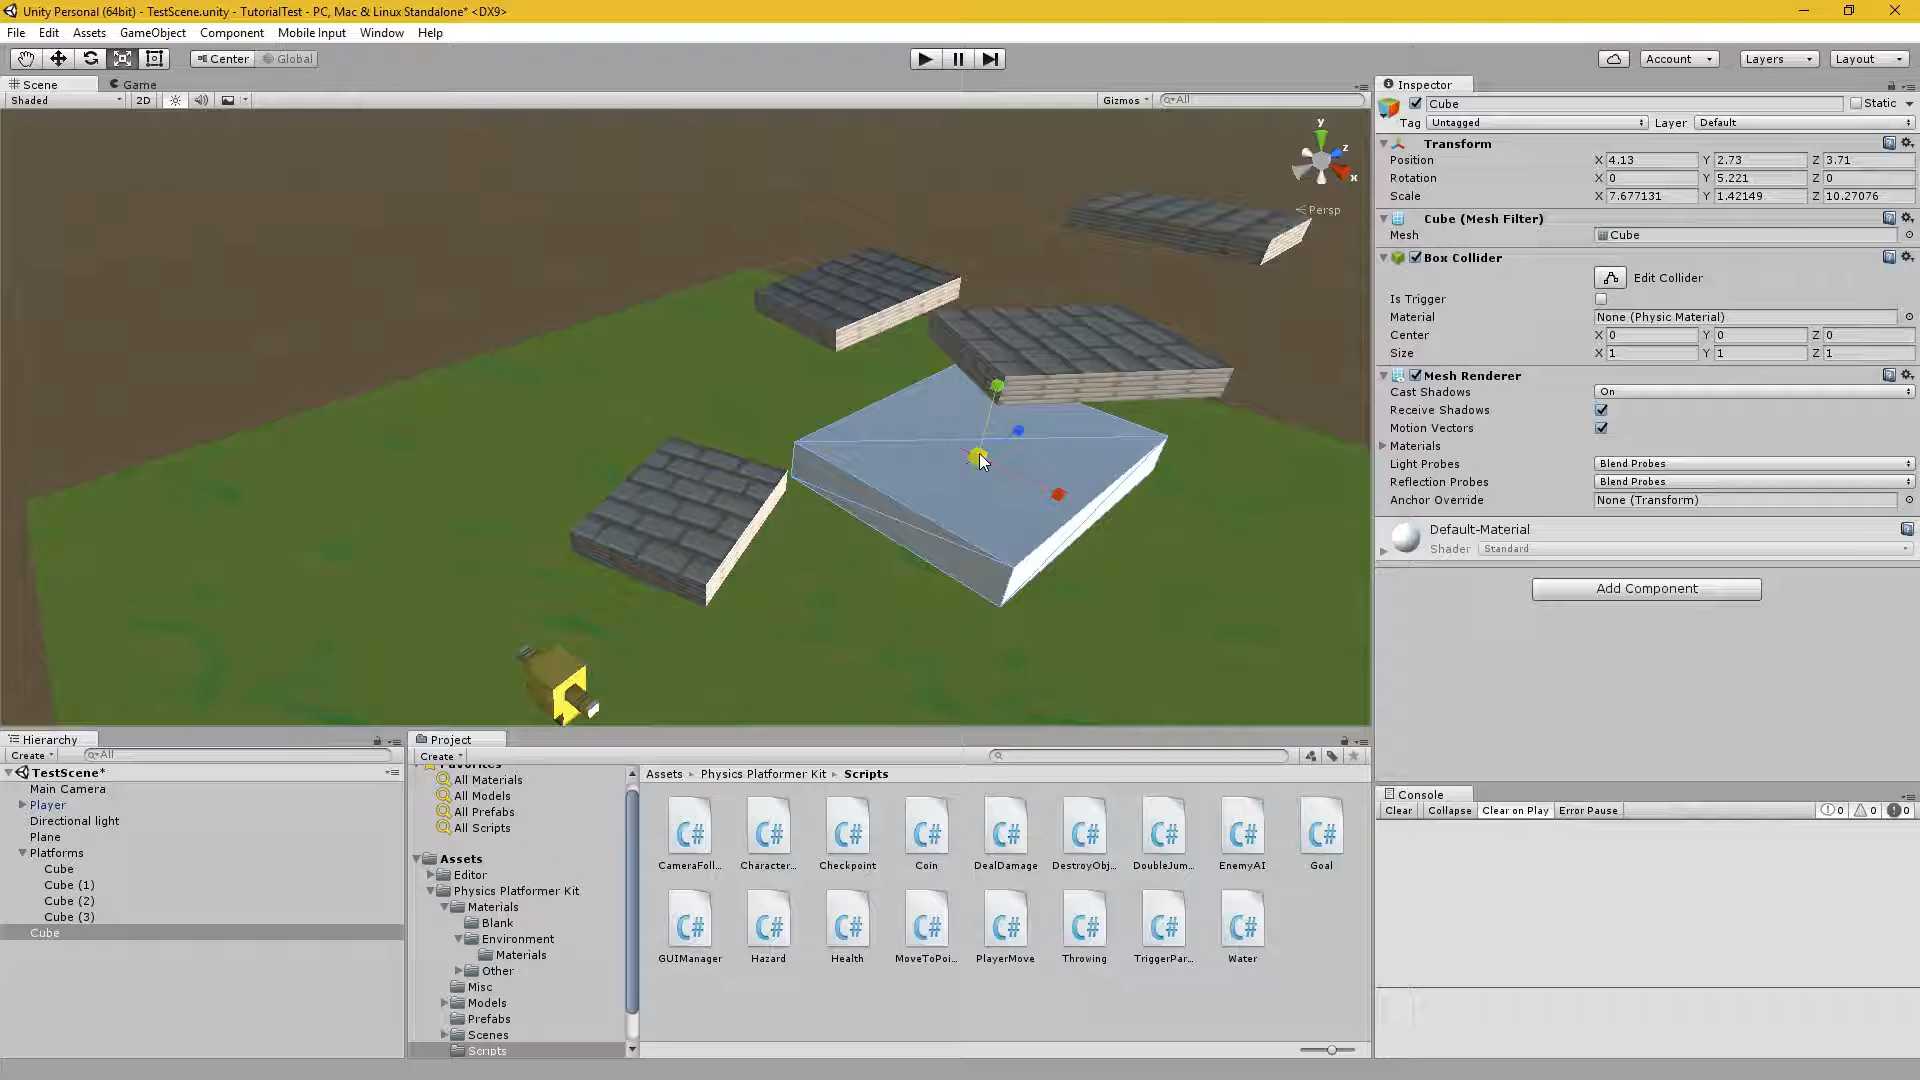 Unity Personal (64bit) - TestScene.unity - TutorialTest - PC, Mac & Linux Standalone* <DX9>
File Edit Assets GameObject Component Mobile Input Window Help
Center Global Account Layers Layout
Scene Game
Shaded 2D Gizmos All
y
z
x
Persp
Inspector
Cube Static
Tag Untagged Layer Default
Transform
Position X 4.13 Y 2.73 Z 3.71
Rotation X 0 Y 5.221 Z 0
Scale X 7.677131 Y 1.42149 Z 10.27076
Cube (Mesh Filter)
Mesh Cube
Box Collider
Edit Collider
Is Trigger
Material None (Physic Material)
Center X 0 Y 0 Z 0
Size X 1 Y 1 Z 1
Mesh Renderer
Cast Shadows On
Receive Shadows
Motion Vectors
Materials
Light Probes Blend Probes
Reflection Probes Blend Probes
Anchor Override None (Transform)
Default-Material
Shader Standard
Add Component
Hierarchy
Create All
TestScene*
Main Camera
Player
Directional light
Plane
Platforms
Cube
Cube (1)
Cube (2)
Cube (3)
Cube
Project
Create
Favorites
All Materials
All Models
All Prefabs
All Scripts
Assets
Editor
Physics Platformer Kit
Materials
Blank
Environment
Materials
Other
Misc
Models
Prefabs
Scenes
Scripts
Assets Physics Platformer Kit Scripts
C# C# C# C# C# C# C# C# C#
CameraFoll... Character... Checkpoint Coin DealDamage DestroyObj... DoubleJum... EnemyAI Goal
C# C# C# C# C# C# C# C#
GUIManager Hazard Health MoveToPoi... PlayerMove Throwing TriggerPar... Water
Console
Clear Collapse Clear on Play Error Pause 0 0 0